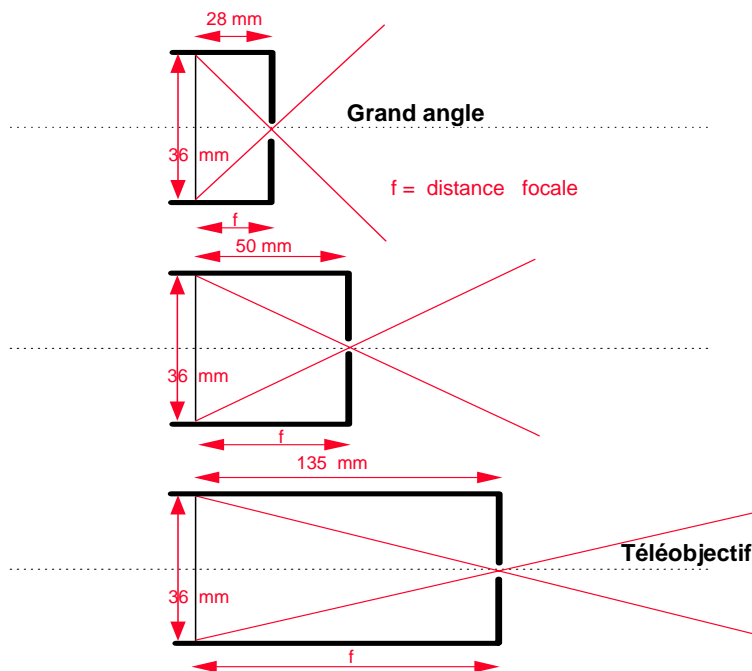 28 mm
Grand angle
36 mm
f = distance focale
f
50 mm
36 mm
f
135 mm
Téléobjectif
36 mm
f